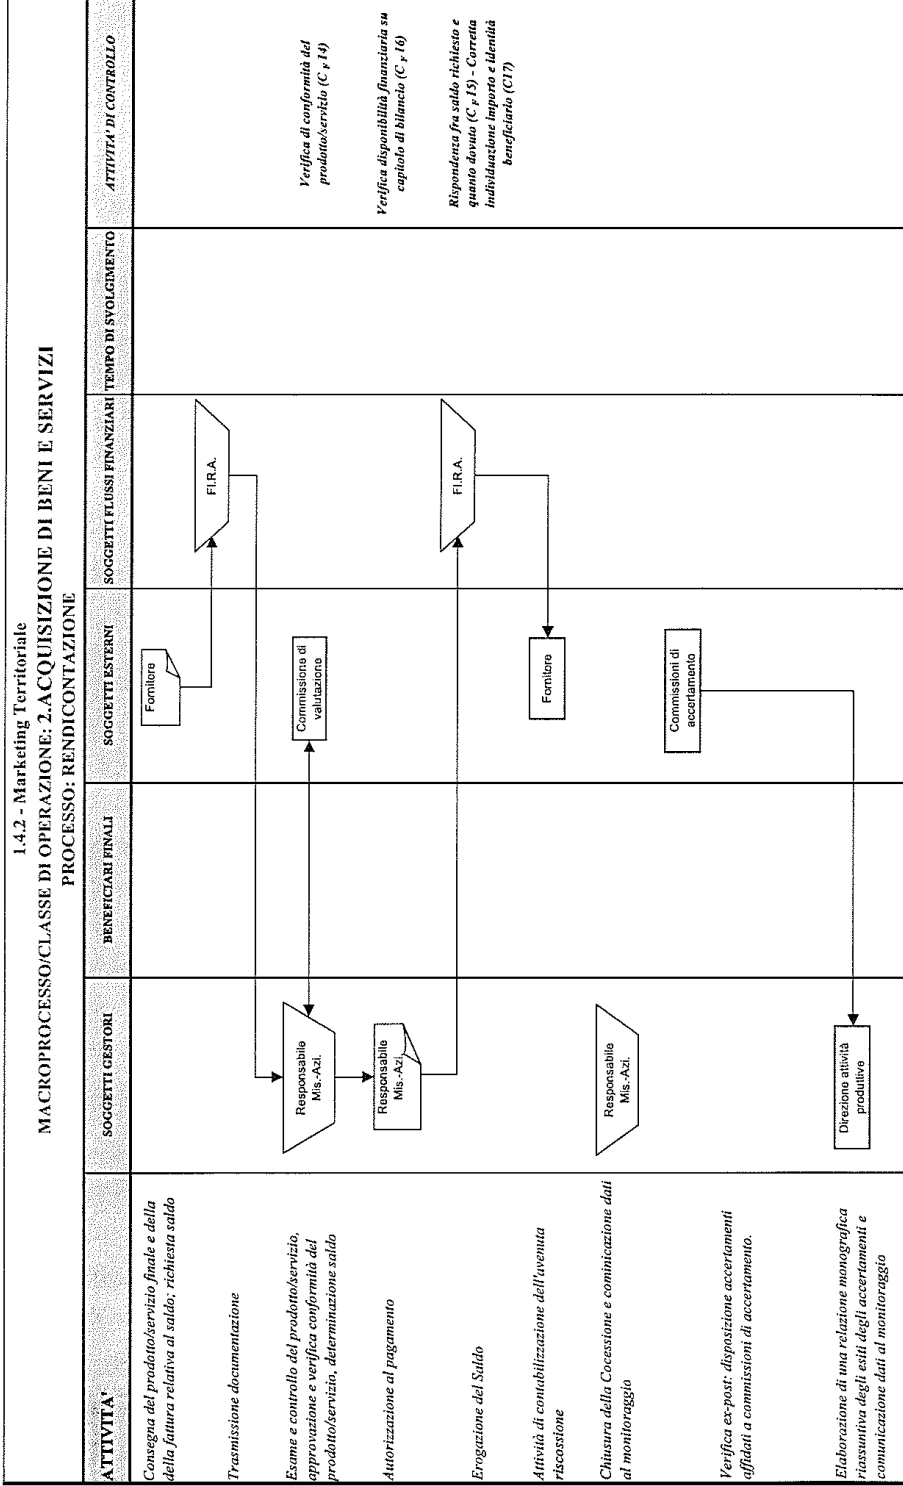 1.4.2 - Marketing Territoriale
MACROPROCESSO/CLASSE DI OPERAZIONE: 2.ACQUISIZIONE DI BENI E SERVIZI
PROCESSO: RENDICONTAZIONE
ATTIVITA'
SOGGETTI GESTORI
BENEFICIARI FINALI
SOGGETTI ESTERNI
SOGGETTI FLUSSI FINANZIARI
TEMPO DI SVOLGIMENTO
ATTIVITA' DI CONTROLLO
Consegna del prodotto/servizio finale e della
della fattura relativa al saldo; richiesta saldo
Fornitore
Trasmissione documentazione
FI.R.A.
Esame e controllo del prodotto/servizio,
approvazione e verifica conformità del
prodotto/servizio, determinazione saldo
Responsabile
Mis.-Azi.
Commissione di
valutazione
Verifica di conformità del
prodotto/servizio (C r 14)
Autorizzazione al pagamento
Responsabile
Mis.-Azi.
Verifica disponibilità finanziaria su
capitolo di bilancio (C r 16)
Erogazione del Saldo
FI.R.A.
Rispondenza fra saldo richiesto e
quanto dovuto (C r 15) - Corretta
individuazione importo e identità
beneficiario (C17)
Attività di contabilizzazione dell'avenuta
riscossione
Fornitore
Chiusura della Cocessione e cominicazione dati
al monitoraggio
Responsabile
Mis.-Azi.
Commissioni di
accertamento
Verifica ex-post: disposizione accertamenti
affidati a commissioni di accertamento.
Elaborazione di una relazione monografica
riassuntiva degli esiti degli accertamenti e
comunicazione dati al monitoraggio
Direzione attività
produttive